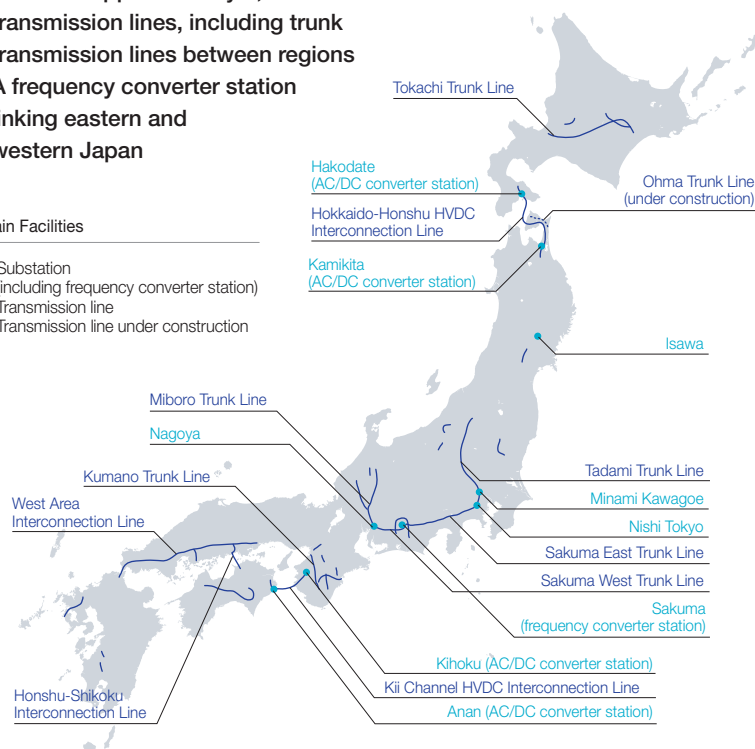 transmission lines, including trunk
transmission lines between regions
A frequency converter station
linking eastern and
western Japan
Main Facilities
Substation
(including frequency converter station)
Transmission line
Transmission line under construction
Tokachi Trunk Line
Hakodate
(AC/DC converter station)
Ohma Trunk Line
(under construction)
Hokkaido-Honshu HVDC
Interconnection Line
Kamikita
(AC/DC converter station)
Isawa
Miboro Trunk Line
Nagoya
Kumano Trunk Line
West Area
Interconnection Line
Tadami Trunk Line
Minami Kawagoe
Nishi Tokyo
Sakuma East Trunk Line
Sakuma West Trunk Line
Sakuma
(frequency converter station)
Kihoku (AC/DC converter station)
Kii Channel HVDC Interconnection Line
Anan (AC/DC converter station)
Honshu-Shikoku
Interconnection Line